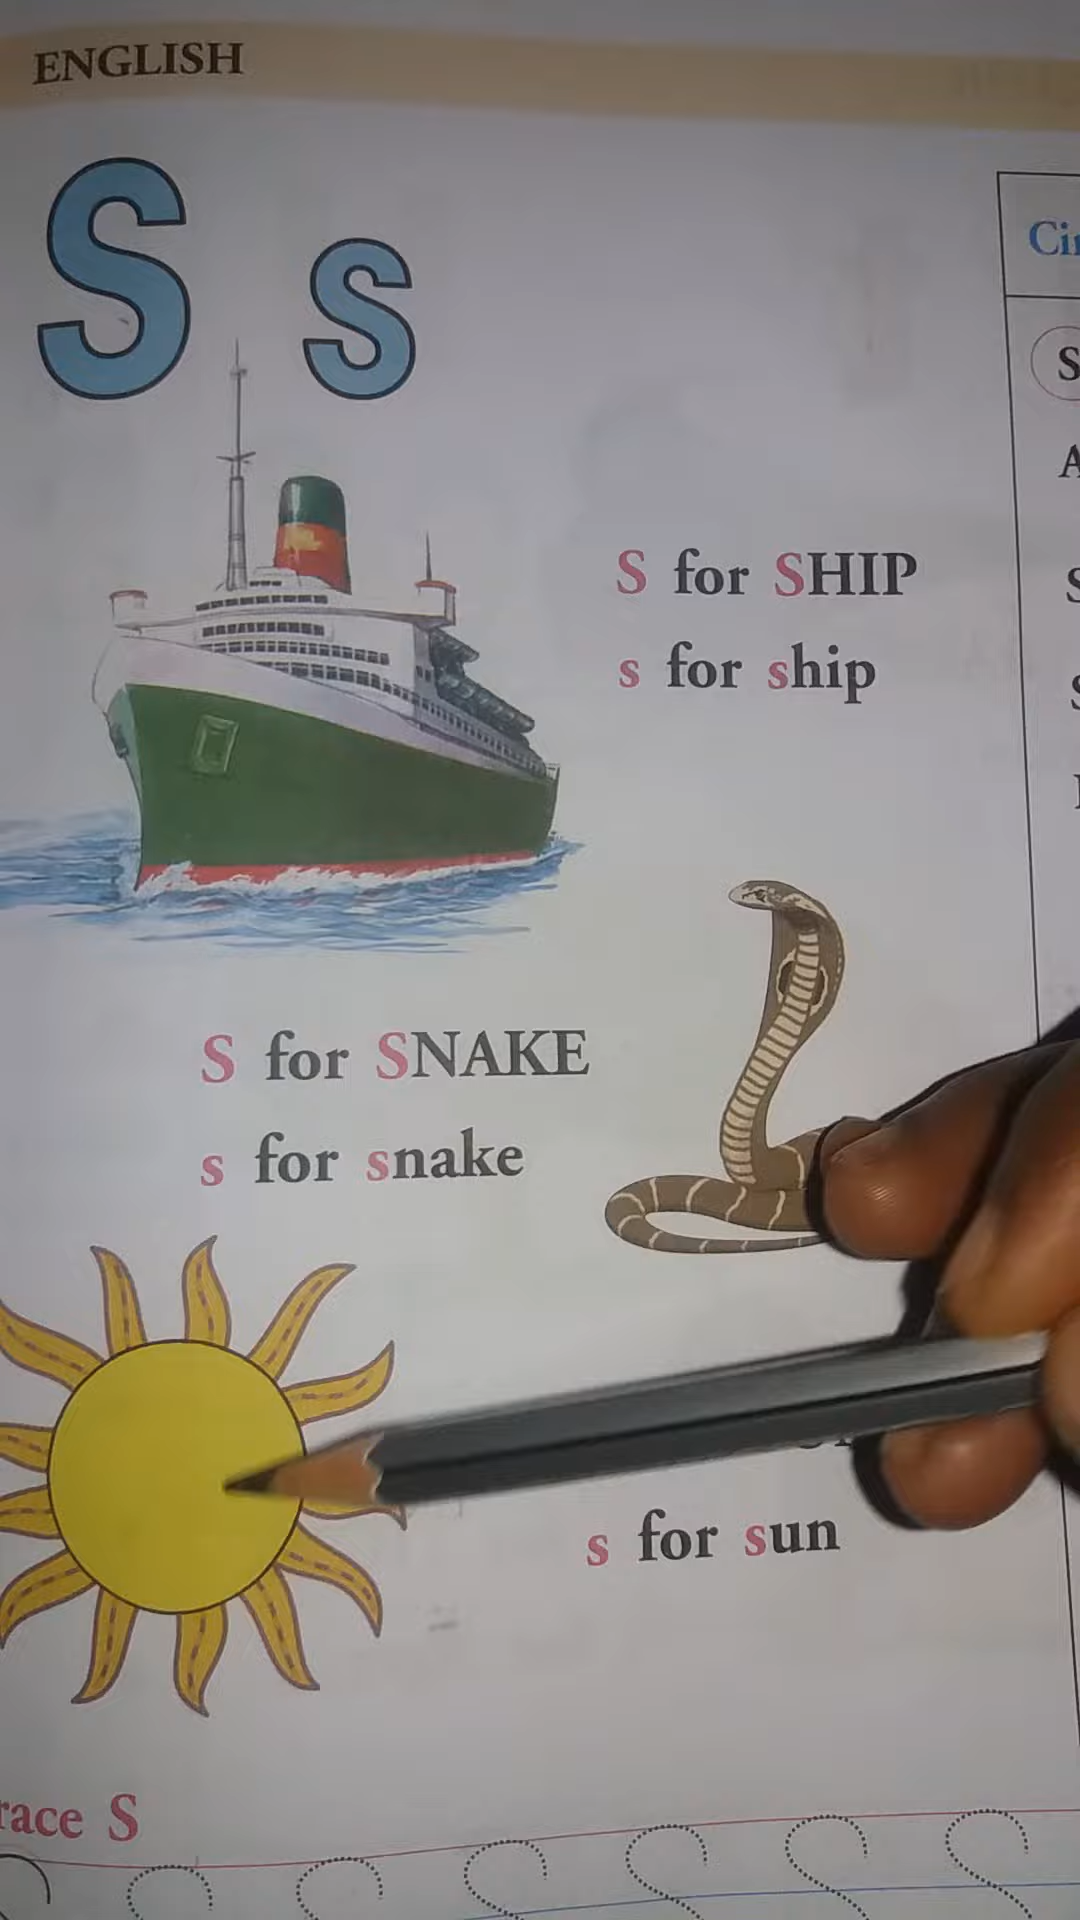 ENGLISH
S s
S for SHIP
s for ship
S for SNAKE
s for snake
s for sun
S
A
S
S
race S